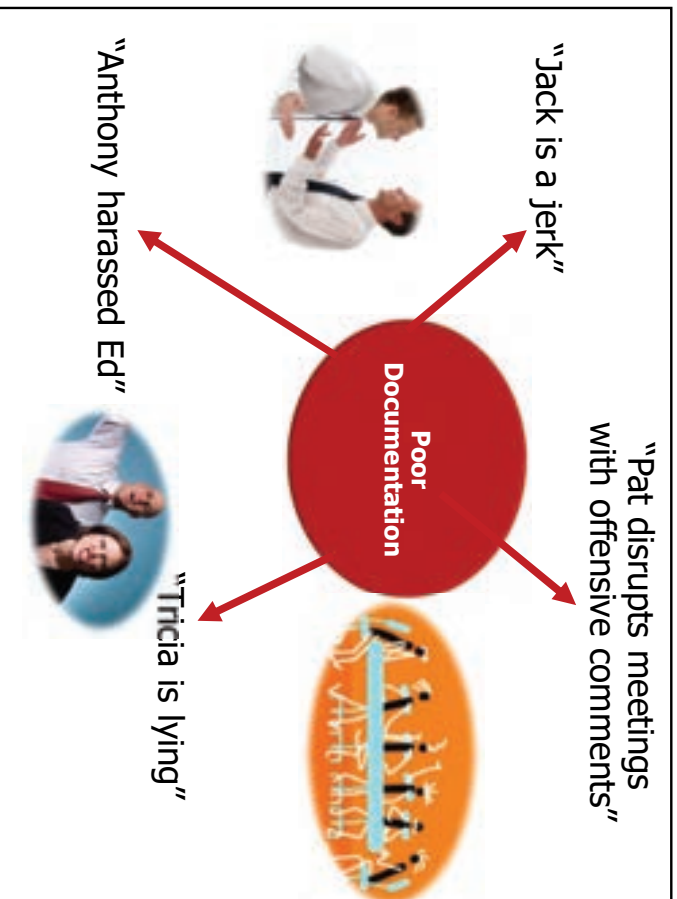 “Jack is a jerk”
“Pat disrupts meetings
with offensive comments”
Poor
Documentation
“Anthony harassed Ed”
“Tricia is lying”